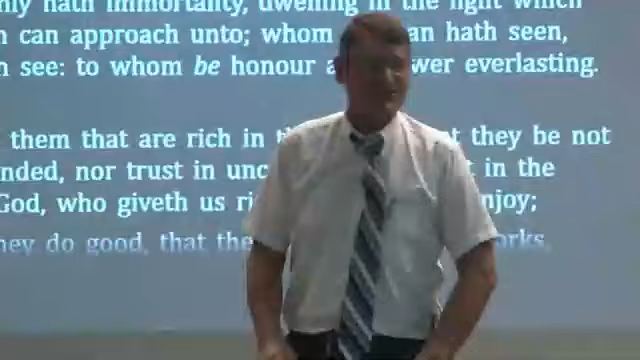 hath immortality, dwelling in the light which
can approach unto; whom an hath seen,
see: to whom be honour a wer everlasting.
them that are rich in t t they be not
nded, nor trust in unc t in the
God, who giveth us ri njoy;
hey do good, that the orks,